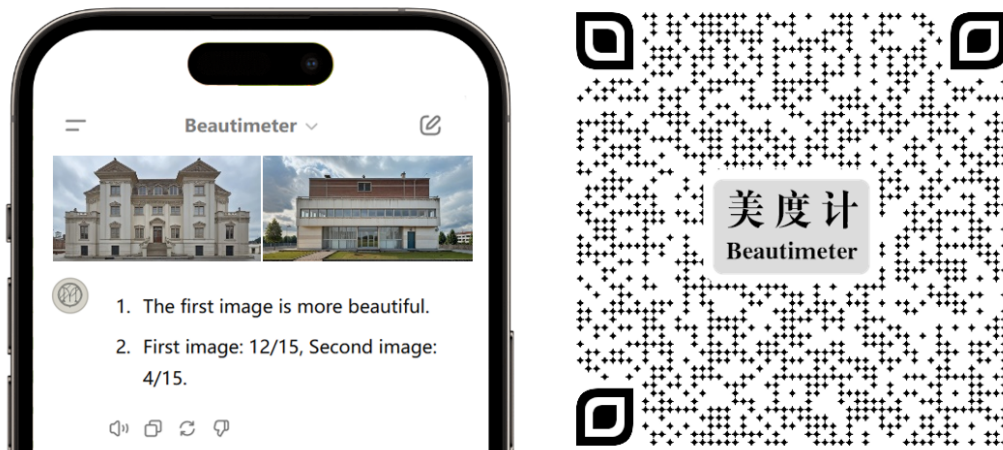 Beautimeter
1. The first image is more beautiful.
2. First image: 12/15, Second image:
4/15.
美度计
Beautimeter